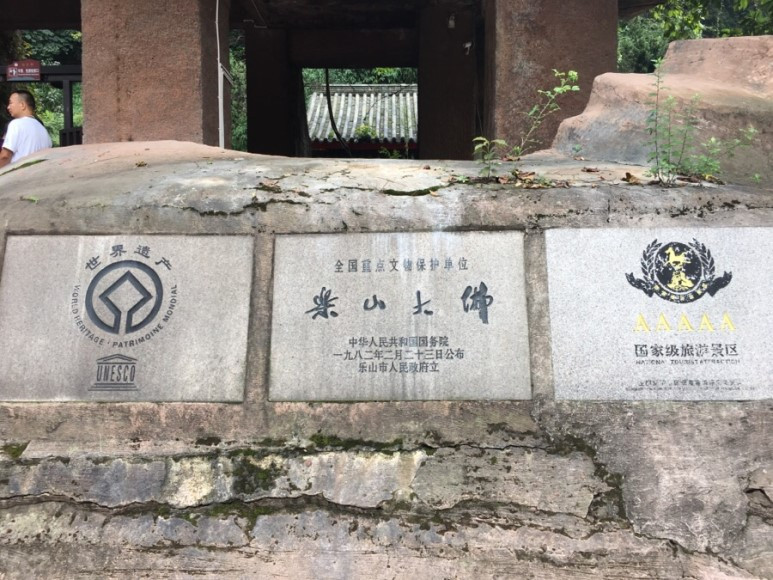 世界遗产
WORLD HERITAGE · PATRIMOINE MONDIAL
UNESCO
全国重点文物保护单位
乐山大佛
中华人民共和国国务院
一九八二年二月二十三日公布
乐山市人民政府立
AAAAA
国家级旅游景区
NATIONAL TOURIST ATTRACTION